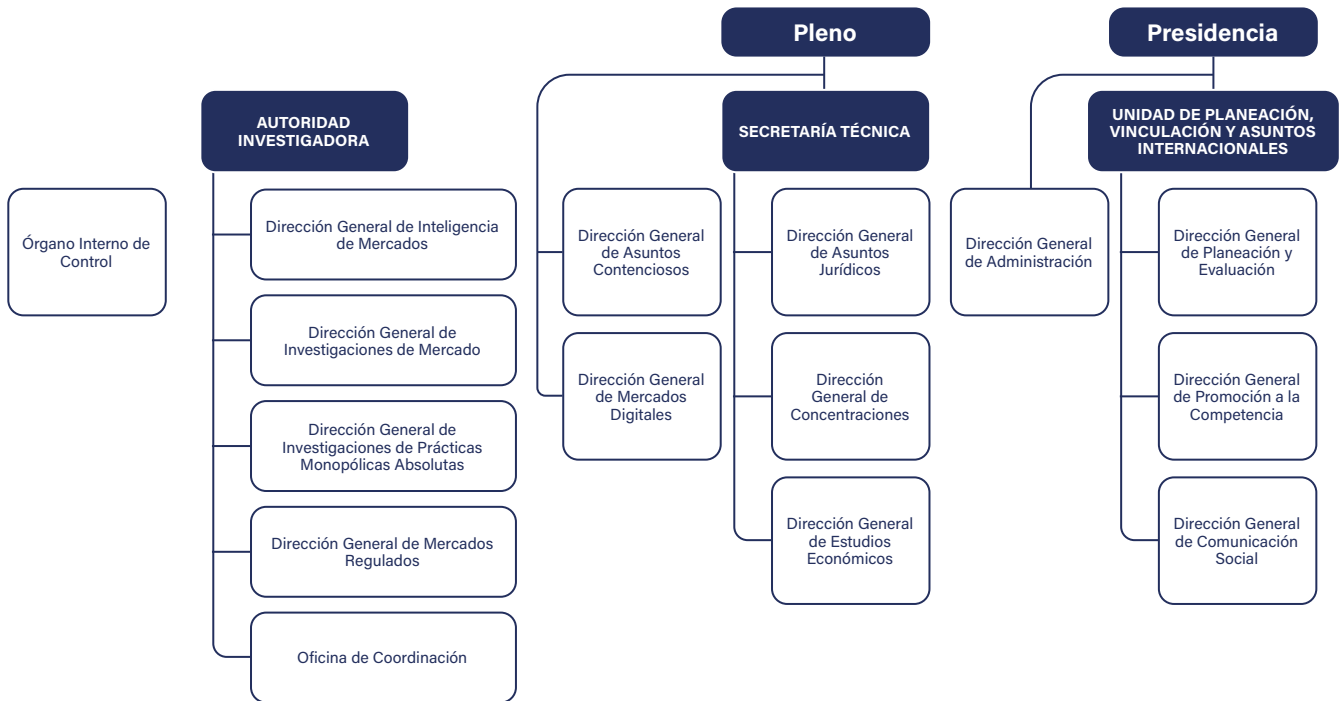 Pleno
Presidencia
AUTORIDAD
INVESTIGADORA
SECRETARÍA TÉCNICA
UNIDAD DE PLANEACIÓN,
VINCULACIÓN Y ASUNTOS
INTERNACIONALES
Órgano Interno de
Control
Dirección General de Inteligencia
de Mercados
Dirección General de
Investigaciones de Mercado
Dirección General de
Investigaciones de Prácticas
Monopólicas Absolutas
Dirección General de Mercados
Regulados
Oficina de Coordinación
Dirección General
de Asuntos
Contenciosos
Dirección General
de Mercados
Digitales
Dirección General
de Asuntos
Jurídicos
Dirección
General de
Concentraciones
Dirección General
de Estudios
Económicos
Dirección General
de Administración
Dirección General
de Planeación y
Evaluación
Dirección General
de Promoción a la
Competencia
Dirección General
de Comunicación
Social